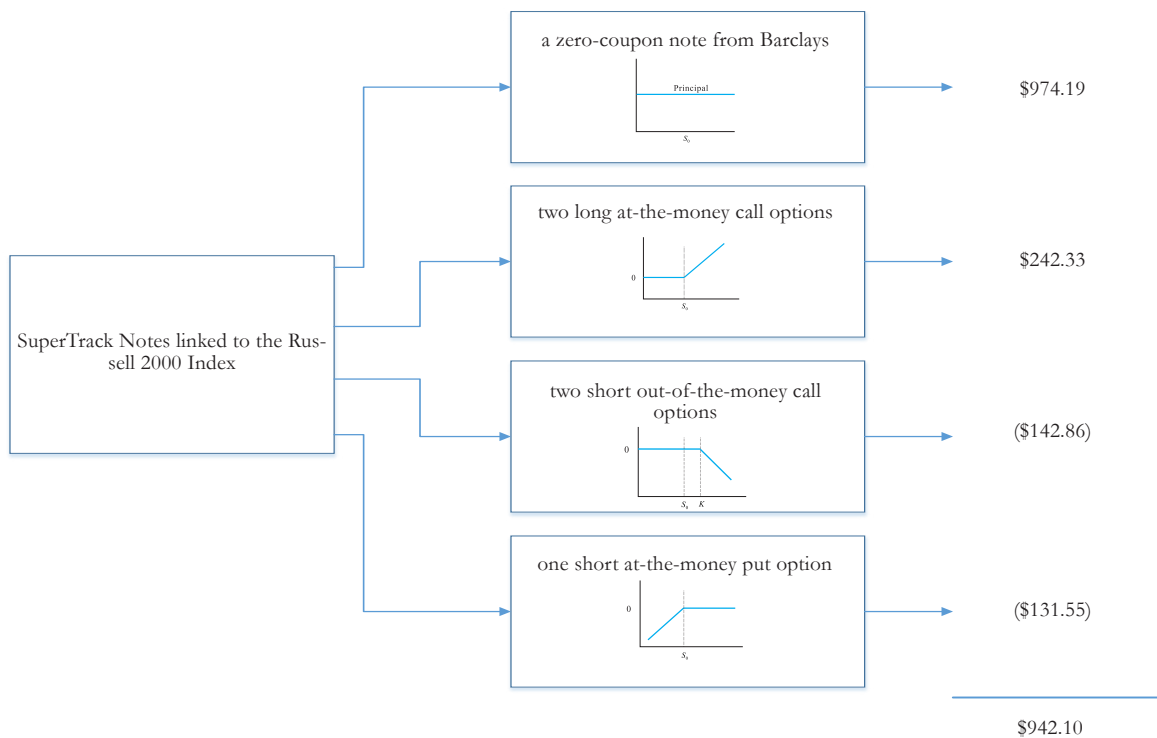 a zero-coupon note from Barclays
Principal
S₀
$974.19
two long at-the-money call options
0
S₀
$242.33
SuperTrack Notes linked to the Rus-
sell 2000 Index
two short out-of-the-money call
options
0
S₀ K
($142.86)
one short at-the-money put option
0
S₀
($131.55)
$942.10